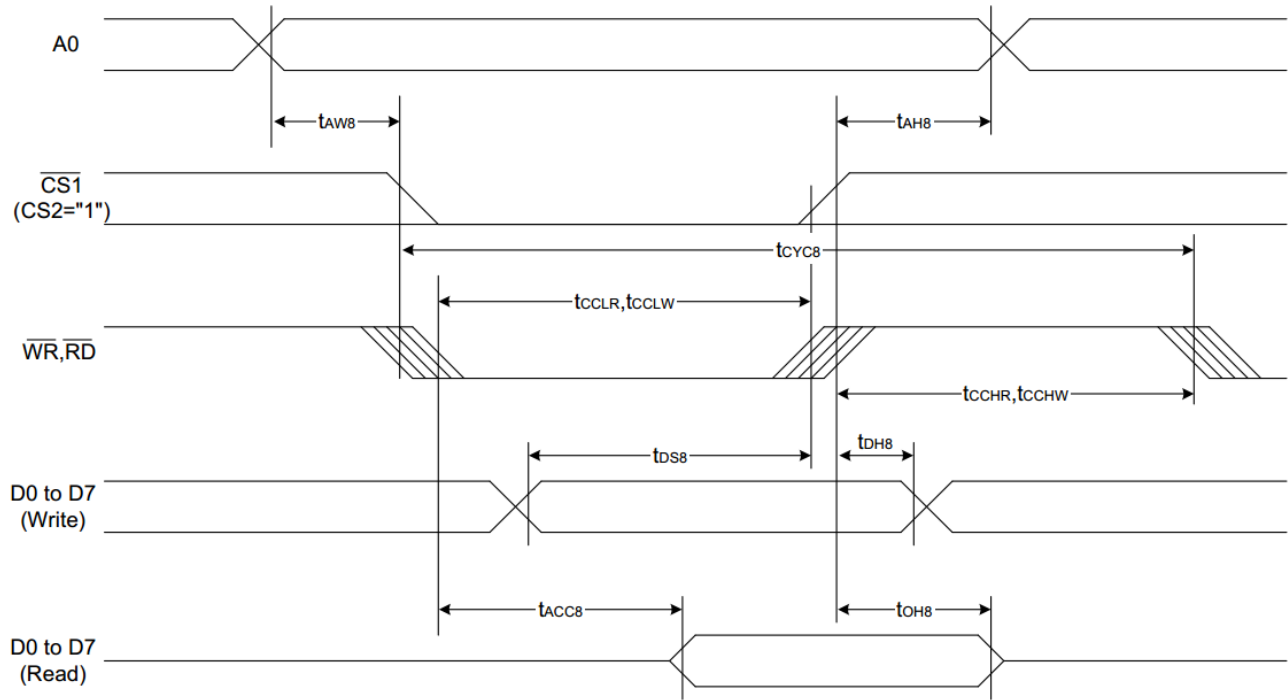 A0
tAW8
tAH8
CS1
(CS2="1")
tCYC8
tCCLR,tCCLW
WR,RD
tCCHR,tCCHW
tDS8
tDH8
D0 to D7
(Write)
tACC8
tOH8
D0 to D7
(Read)